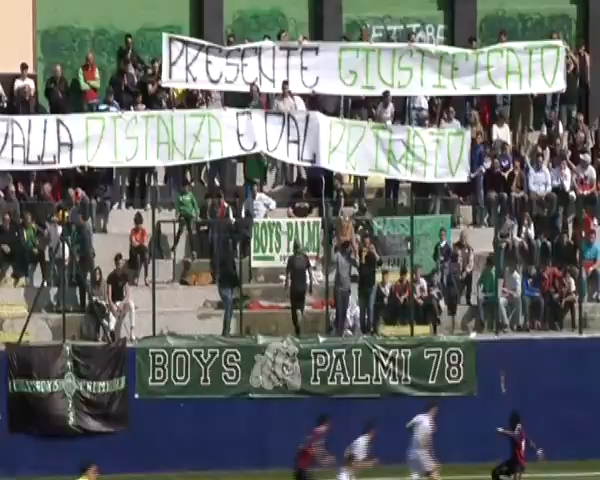 PRESENTE GIUSTIFICATO
DALLA DISTANZA E DAL PRIMATO
BOYS PALMI
BOYS PALMI 78